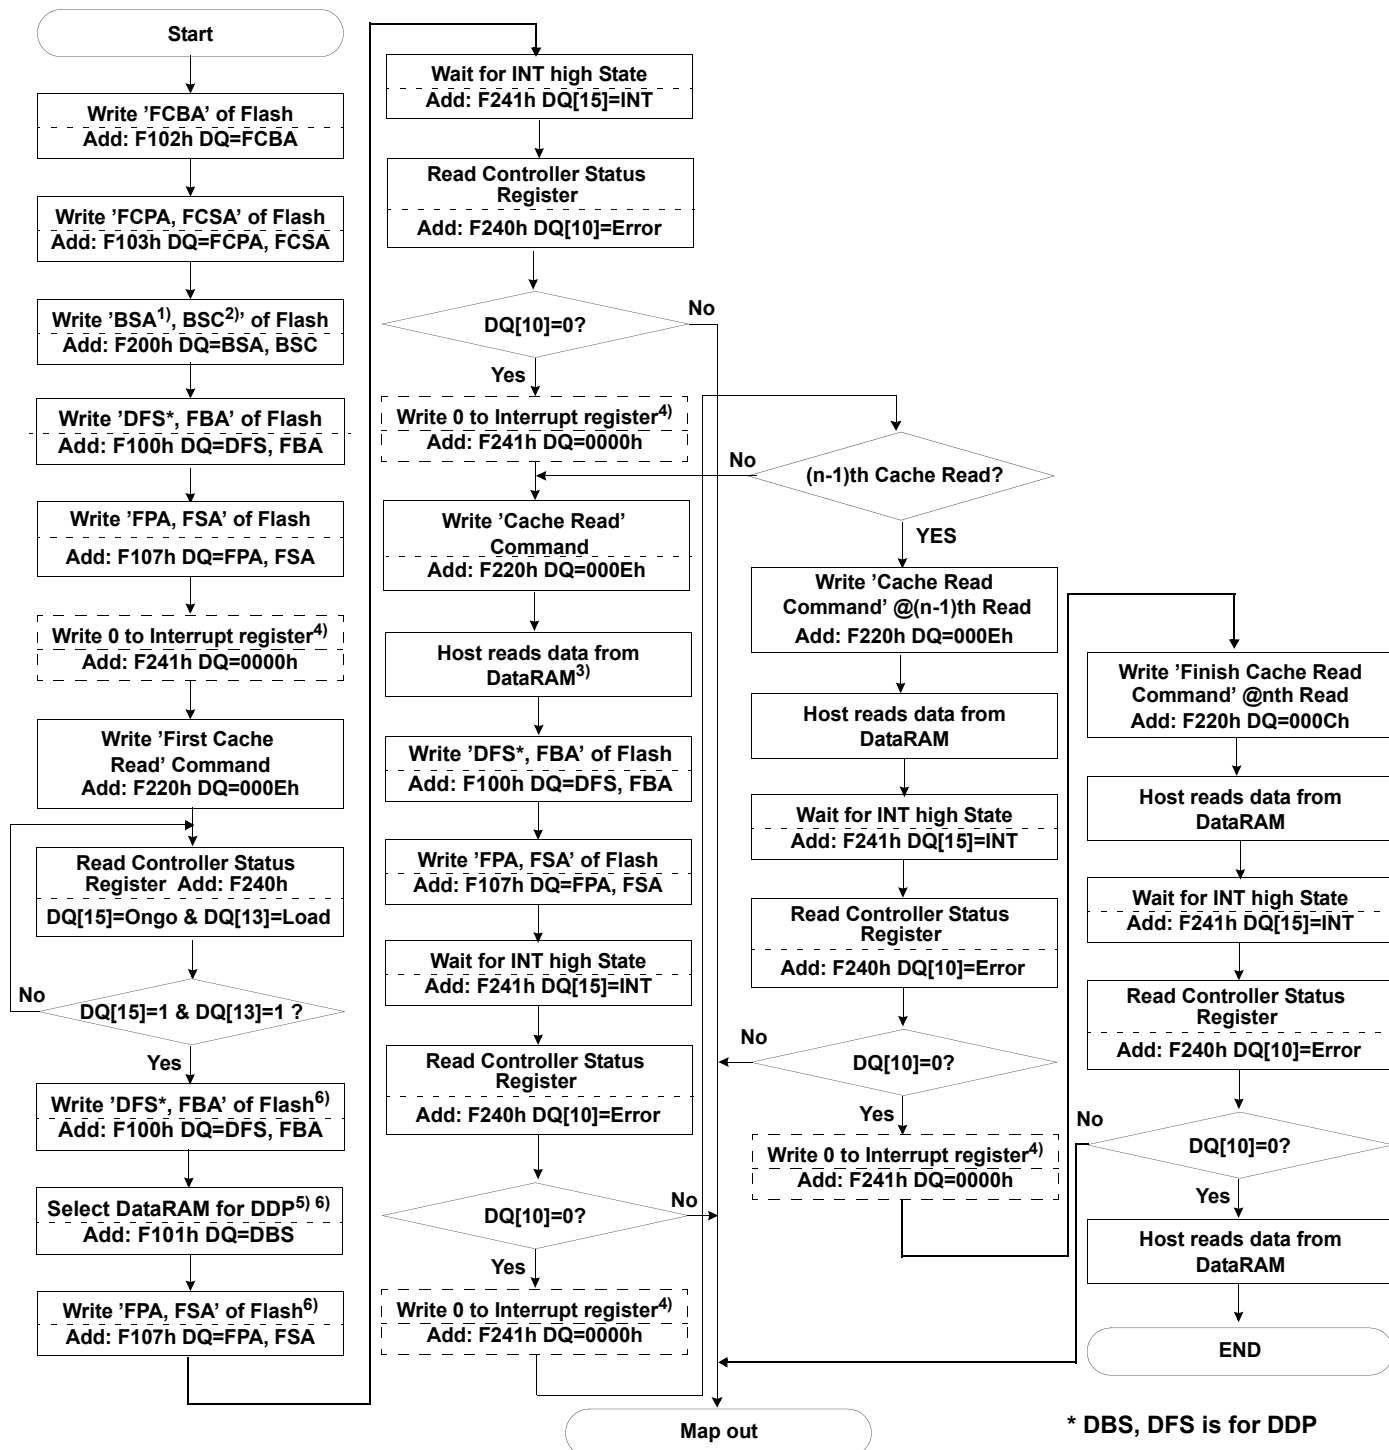 Start
Write ’FCBA’ of Flash
Add: F102h DQ=FCBA
Write ’FCPA, FCSA’ of Flash
Add: F103h DQ=FCPA, FCSA
Write ’BSA1), BSC2)’ of Flash
Add: F200h DQ=BSA, BSC
Write ’DFS*, FBA’ of Flash
Add: F100h DQ=DFS, FBA
Write ’FPA, FSA’ of Flash
Add: F107h DQ=FPA, FSA
Write 0 to Interrupt register4)
Add: F241h DQ=0000h
Write ’First Cache
Read’ Command
Add: F220h DQ=000Eh
Read Controller Status
Register Add: F240h
DQ[15]=Ongo & DQ[13]=Load
No
DQ[15]=1 & DQ[13]=1 ?
Yes
Write ’DFS*, FBA’ of Flash6)
Add: F100h DQ=DFS, FBA
Select DataRAM for DDP5) 6)
Add: F101h DQ=DBS
Write ’FPA, FSA’ of Flash6)
Add: F107h DQ=FPA, FSA
Wait for INT high State
Add: F241h DQ[15]=INT
Read Controller Status
Register
Add: F240h DQ[10]=Error
DQ[10]=0?
No
Yes
Write 0 to Interrupt register4)
Add: F241h DQ=0000h
Write ’Cache Read’
Command
Add: F220h DQ=000Eh
Host reads data from
DataRAM3)
Write ’DFS*, FBA’ of Flash
Add: F100h DQ=DFS, FBA
Write ’FPA, FSA’ of Flash
Add: F107h DQ=FPA, FSA
Wait for INT high State
Add: F241h DQ[15]=INT
Read Controller Status
Register
Add: F240h DQ[10]=Error
DQ[10]=0?
No
Yes
Write 0 to Interrupt register4)
Add: F241h DQ=0000h
(n-1)th Cache Read?
No
YES
Write ’Cache Read
Command’ @(n-1)th Read
Add: F220h DQ=000Eh
Host reads data from
DataRAM
Wait for INT high State
Add: F241h DQ[15]=INT
Read Controller Status
Register
Add: F240h DQ[10]=Error
No
DQ[10]=0?
Yes
Write 0 to Interrupt register4)
Add: F241h DQ=0000h
Write ’Finish Cache Read
Command’ @nth Read
Add: F220h DQ=000Ch
Host reads data from
DataRAM
Wait for INT high State
Add: F241h DQ[15]=INT
Read Controller Status
Register
Add: F240h DQ[10]=Error
No
DQ[10]=0?
Yes
Host reads data from
DataRAM
END
Map out
* DBS, DFS is for DDP